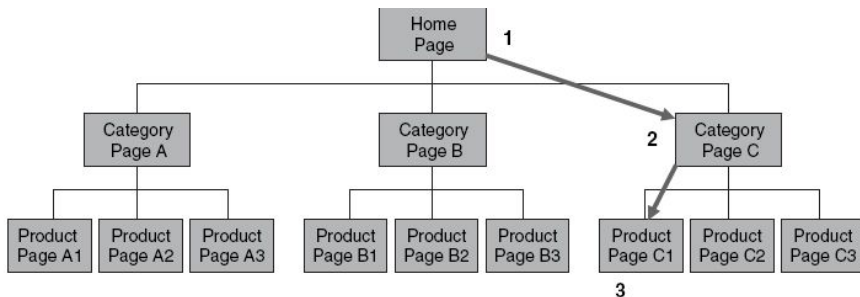 Home
Page
1
2
Category
Page A
Category
Page B
Category
Page C
Product
Page A1
Product
Page A2
Product
Page A3
Product
Page B1
Product
Page B2
Product
Page B3
Product
Page C1
Product
Page C2
Product
Page C3
3